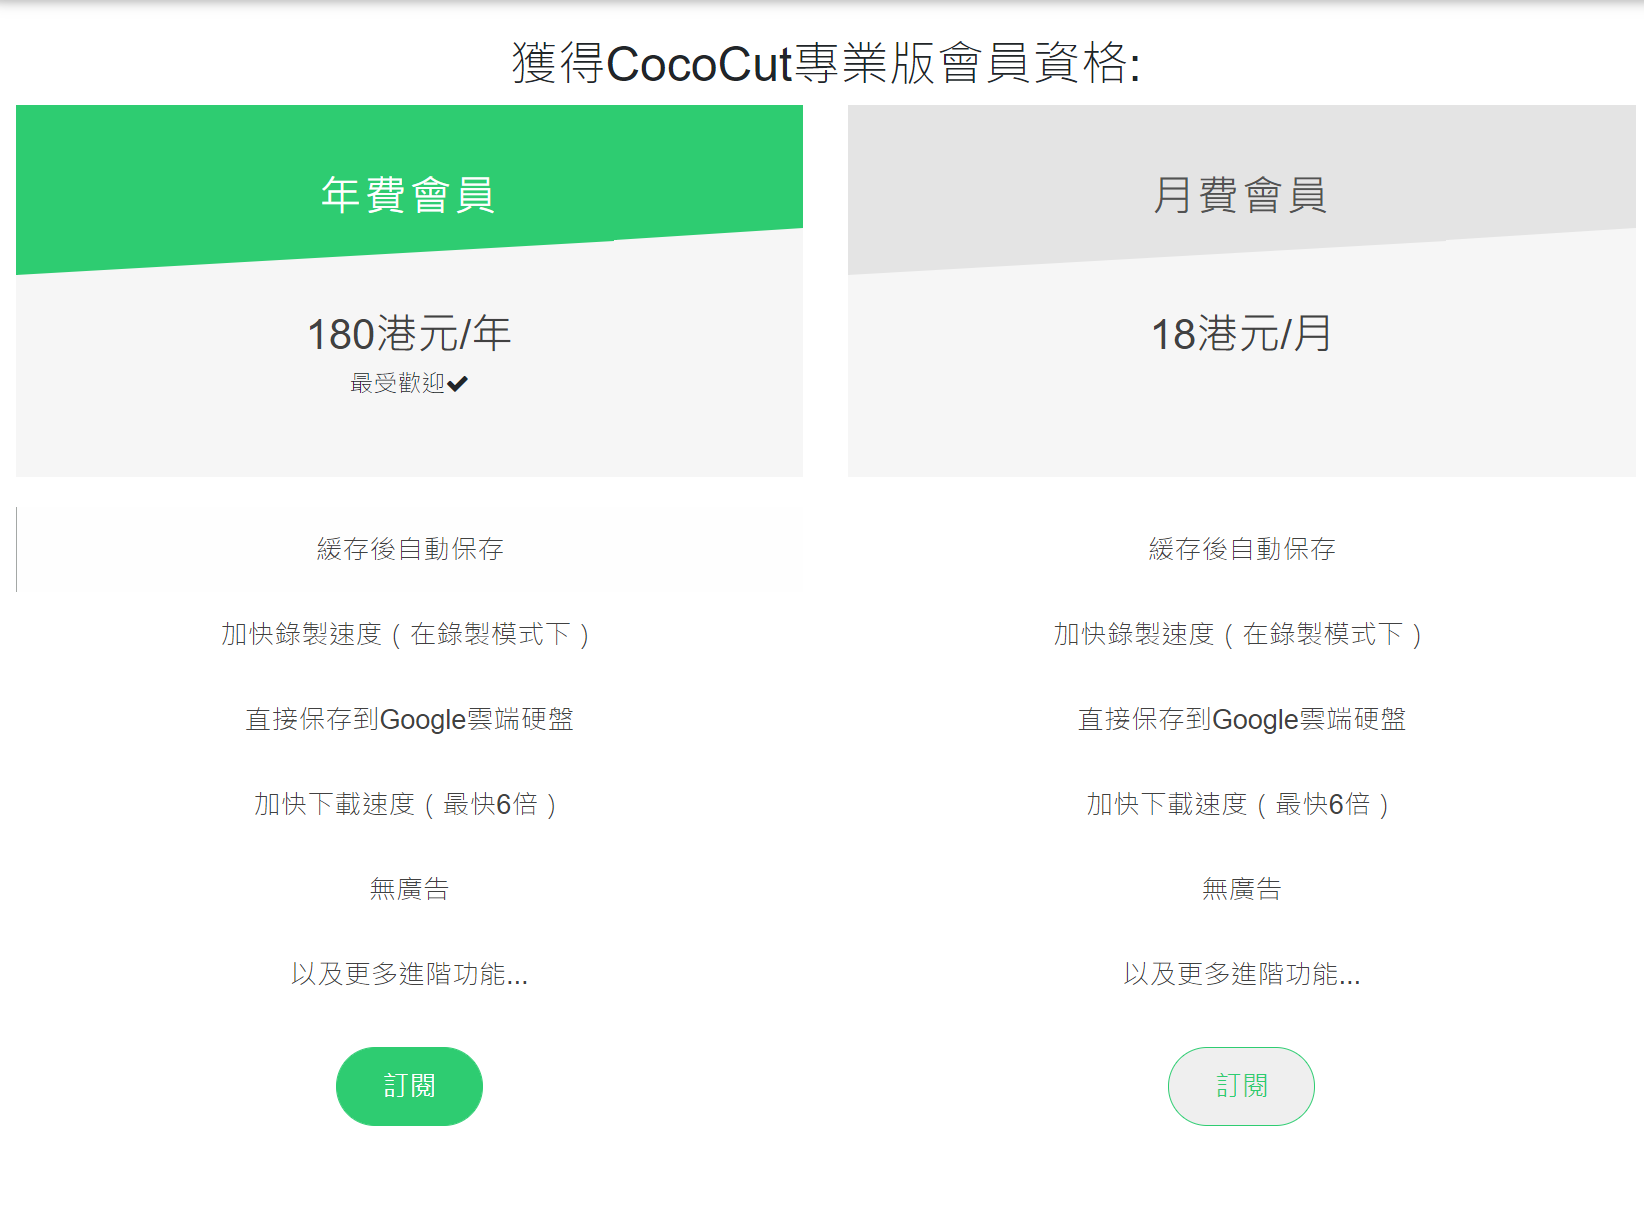 獲得CocoCut專業版會員資格:
年費會員
180港元/年
最受歡迎✔
緩存後自動保存
加快錄製速度（在錄製模式下）
直接保存到Google雲端硬盤
加快下載速度（最快6倍）
無廣告
以及更多進階功能...
訂閱
月費會員
18港元/月
緩存後自動保存
加快錄製速度（在錄製模式下）
直接保存到Google雲端硬盤
加快下載速度（最快6倍）
無廣告
以及更多進階功能...
訂閱